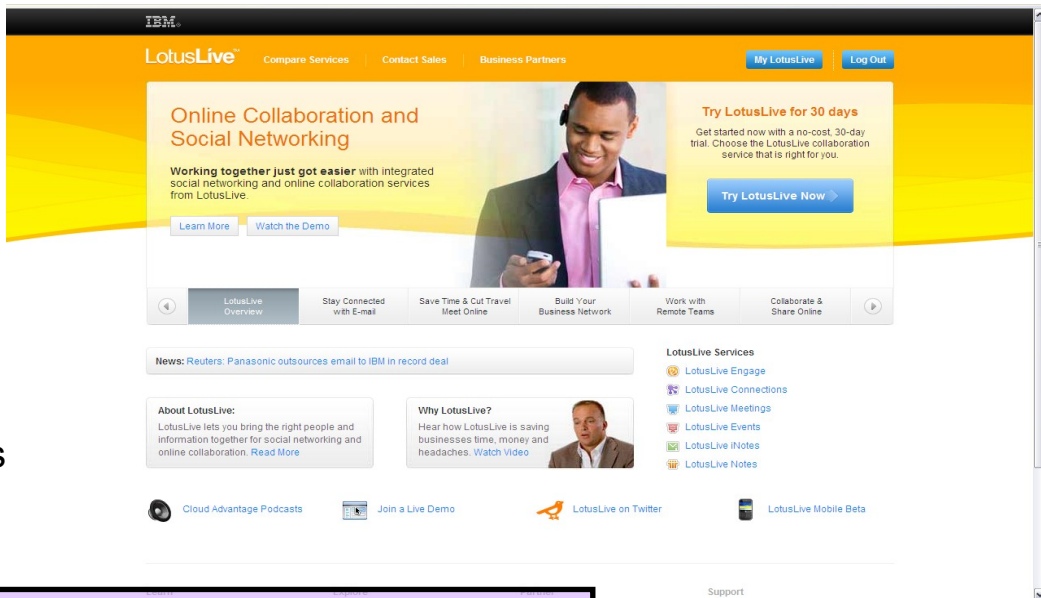 IBM
LotusLive™ Compare Services Contact Sales Business Partners My LotusLive Log Out
Online Collaboration and
Social Networking
Working together just got easier with integrated
social networking and online collaboration services
from LotusLive.
Learn More Watch the Demo
Try LotusLive for 30 days
Get started now with a no-cost, 30-day
trial. Choose the LotusLive collaboration
service that is right for you.
Try LotusLive Now
LotusLive
Overview
Stay Connected
with E-mail
Save Time & Cut Travel
Meet Online
Build Your
Business Network
Work with
Remote Teams
Collaborate &
Share Online
News: Reuters: Panasonic outsources email to IBM in record deal
About LotusLive:
LotusLive lets you bring the right people and
information together for social networking and
online collaboration. Read More
Why LotusLive?
Hear how LotusLive is saving
businesses time, money and
headaches. Watch Video
LotusLive Services
LotusLive Engage
LotusLive Connections
LotusLive Meetings
LotusLive Events
LotusLive iNotes
LotusLive Notes
s
Cloud Advantage Podcasts Join a Live Demo LotusLive on Twitter LotusLive Mobile Beta
Support